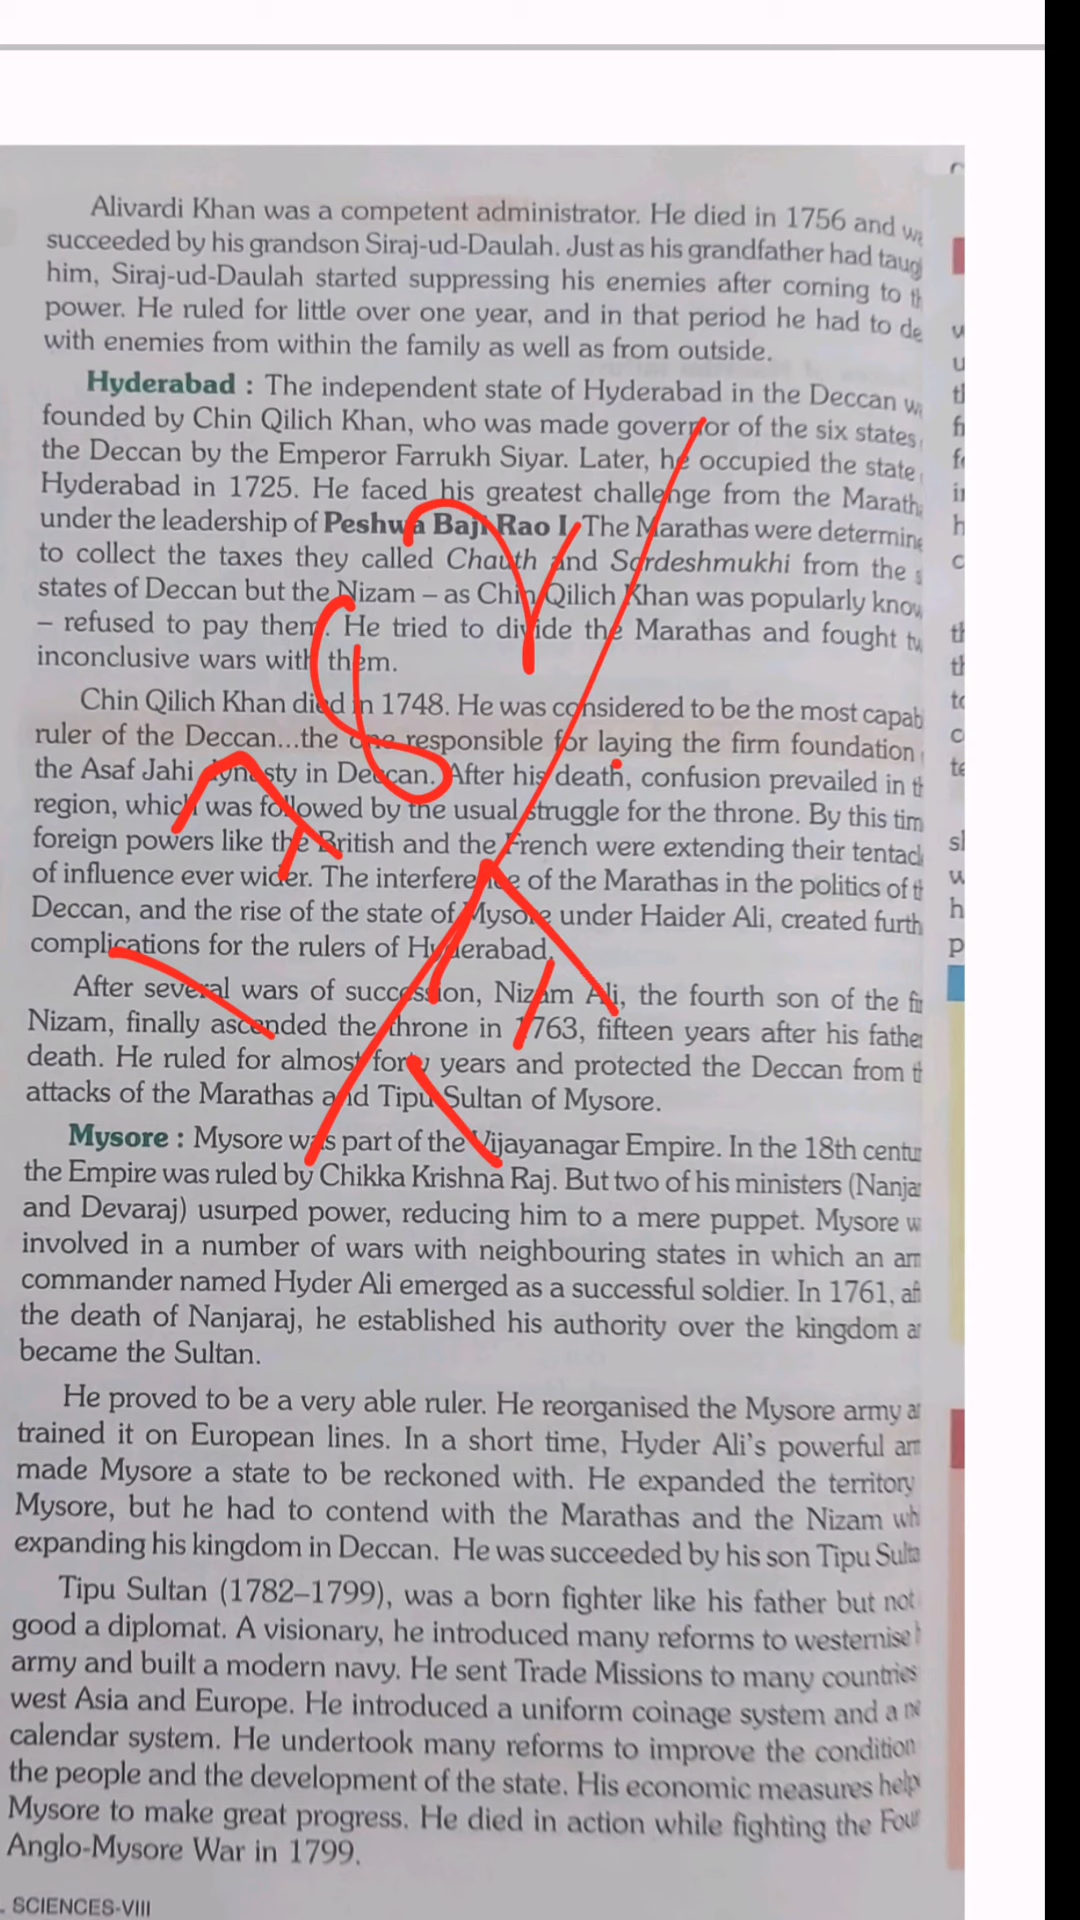 Alivardi Khan was a competent administrator. He died in 1756 and
succeeded by his grandson Siraj-ud-Daulah. Just as his grandfather had taug
him, Siraj-ud-Daulah started suppressing his enemies after coming to th
power. He ruled for little over one year, and in that period he had to de
with enemies from within the family as well as from outside.
Hyderabad : The independent state of Hyderabad in the Deccan
founded by Chin Qilich Khan, who was made governor of the six states
the Deccan by the Emperor Farrukh Siyar. Later, he occupied the state
Hyderabad in 1725. He faced his greatest challenge from the Marath
under the leadership of Peshwa Baji Rao I. The Marathas were determine
to collect the taxes they called Chauth and Sardeshmukhi from the s
states of Deccan but the Nizam – as Chin Qilich Khan was popularly know
– refused to pay them. He tried to divide the Marathas and fought tw
inconclusive wars with them.
Chin Qilich Khan died in 1748. He was considered to be the most capab
ruler of the Deccan...the one responsible for laying the firm foundation
the Asaf Jahi dynasty in Deccan. After his death, confusion prevailed in th
region, which was followed by the usual struggle for the throne. By this tim
foreign powers like the British and the French were extending their tentacl
of influence ever wider. The interference of the Marathas in the politics of th
Deccan, and the rise of the state of Mysore under Haider Ali, created furth
complications for the rulers of Hyderabad.
After several wars of succession, Nizam Ali, the fourth son of the fir
Nizam, finally ascended the throne in 1763, fifteen years after his father
death. He ruled for almost forty years and protected the Deccan from th
attacks of the Marathas and Tipu Sultan of Mysore.
Mysore : Mysore was part of the Vijayanagar Empire. In the 18th centur
the Empire was ruled by Chikka Krishna Raj. But two of his ministers (Nanjar
and Devaraj) usurped power, reducing him to a mere puppet. Mysore w
involved in a number of wars with neighbouring states in which an arm
commander named Hyder Ali emerged as a successful soldier. In 1761, aft
the death of Nanjaraj, he established his authority over the kingdom an
became the Sultan.
He proved to be a very able ruler. He reorganised the Mysore army an
trained it on European lines. In a short time, Hyder Ali's powerful arm
made Mysore a state to be reckoned with. He expanded the territory
Mysore, but he had to contend with the Marathas and the Nizam whi
expanding his kingdom in Deccan. He was succeeded by his son Tipu Sulta
Tipu Sultan (1782–1799), was a born fighter like his father but not
good a diplomat. A visionary, he introduced many reforms to westernise h
army and built a modern navy. He sent Trade Missions to many countries
west Asia and Europe. He introduced a uniform coinage system and a ne
calendar system. He undertook many reforms to improve the condition
the people and the development of the state. His economic measures help
Mysore to make great progress. He died in action while fighting the Four
Anglo-Mysore War in 1799.
SCIENCES-VIII